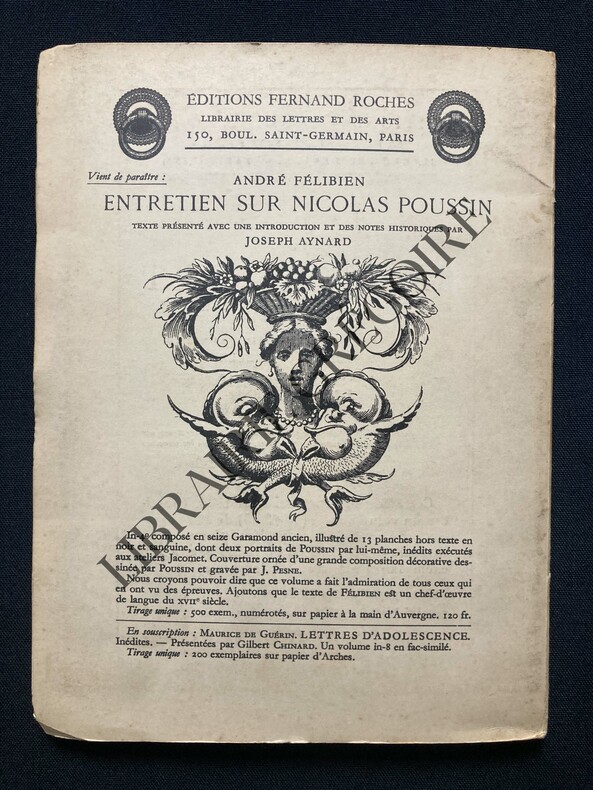 ÉDITIONS FERNAND ROCHES
LIBRAIRIE DES LETTRES ET DES ARTS
150, BOUL. SAINT-GERMAIN, PARIS
Vient de paraître :
ANDRÉ FÉLIBIEN
ENTRETIEN SUR NICOLAS POUSSIN
TEXTE PRÉSENTÉ AVEC UNE INTRODUCTION ET DES NOTES HISTORIQUES PAR
JOSEPH AYNARD
In-4º composé en seize Garamond ancien, illustré de 13 planches hors texte en
noir et sanguine, dont deux portraits de POUSSIN par lui-même, inédits exécutés
aux ateliers Jacomet. Couverture ornée d'une grande composition décorative des-
sinée par POUSSIN et gravée par J. PESNE.
Nous croyons pouvoir dire que ce volume a fait l'admiration de tous ceux qui
en ont vu des épreuves. Ajoutons que le texte de FÉLIBIEN est un chef-d'œuvre
de langue du XVIIe siècle.
Tirage unique : 500 exem., numérotés, sur papier à la main d'Auvergne. 120 fr.
En souscription : MAURICE DE GUÉRIN. LETTRES D'ADOLESCENCE.
Inédites. — Présentées par Gilbert CHINARD. Un volume in-8 en fac-similé.
Tirage unique : 200 exemplaires sur papier d'Arches.
LIBRAIRIE GRÉGOIRE